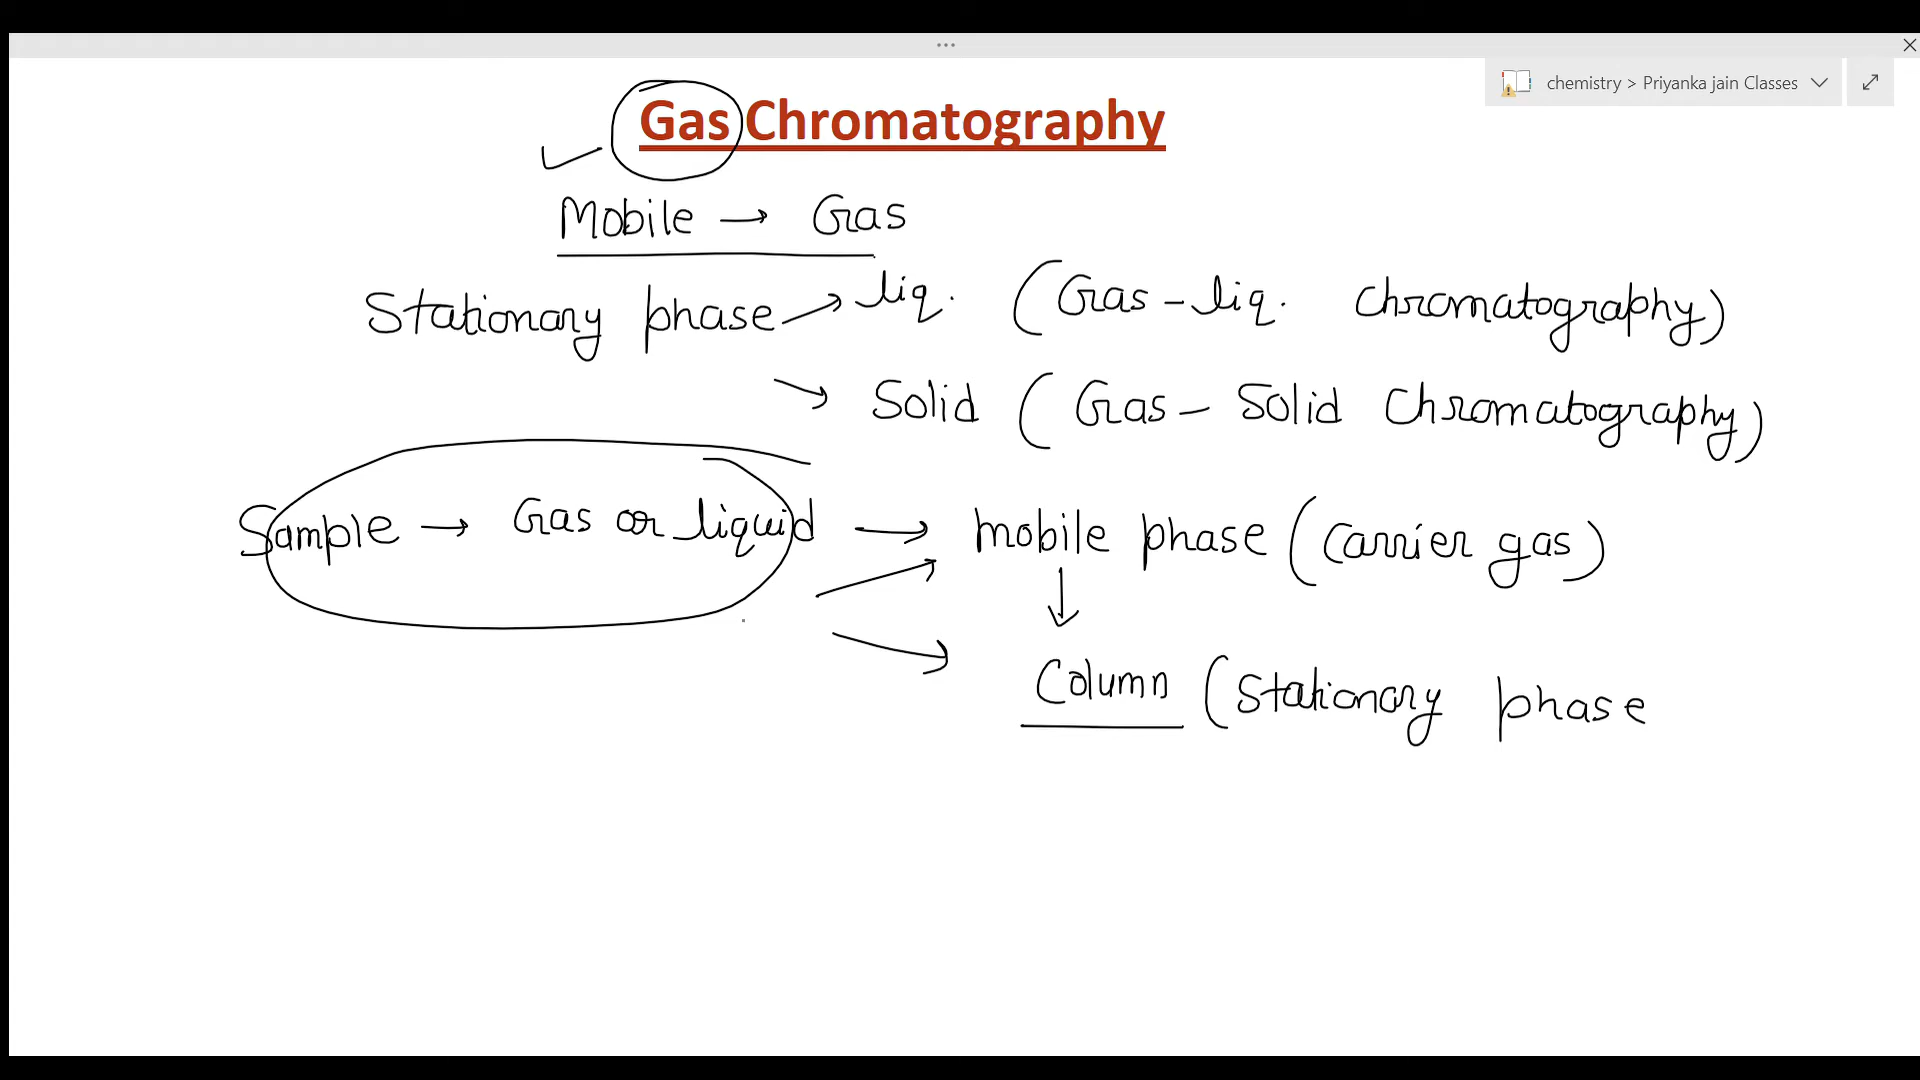 chemistry > Priyanka jain Classes
Gas Chromatography
Mobile → Gas
Stationary phase → liq. (Gas - liq. chromatography)
→ Solid (Gas - Solid Chromatography)
Sample → Gas or liquid → mobile phase (Carrier gas)
Column (Stationary phase